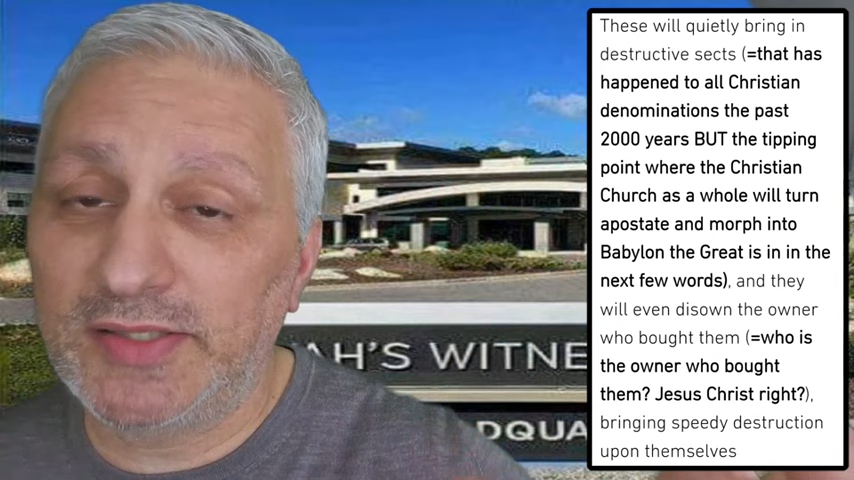 These will quietly bring in
destructive sects (=that has
happened to all Christian
denominations the past
2000 years BUT the tipping
point where the Christian
Church as a whole will turn
apostate and morph into
Babylon the Great is in in the
next few words), and they
will even disown the owner
who bought them (=who is
the owner who bought
them? Jesus Christ right?),
bringing speedy destruction
upon themselves
AH'S WITNE
DQUA